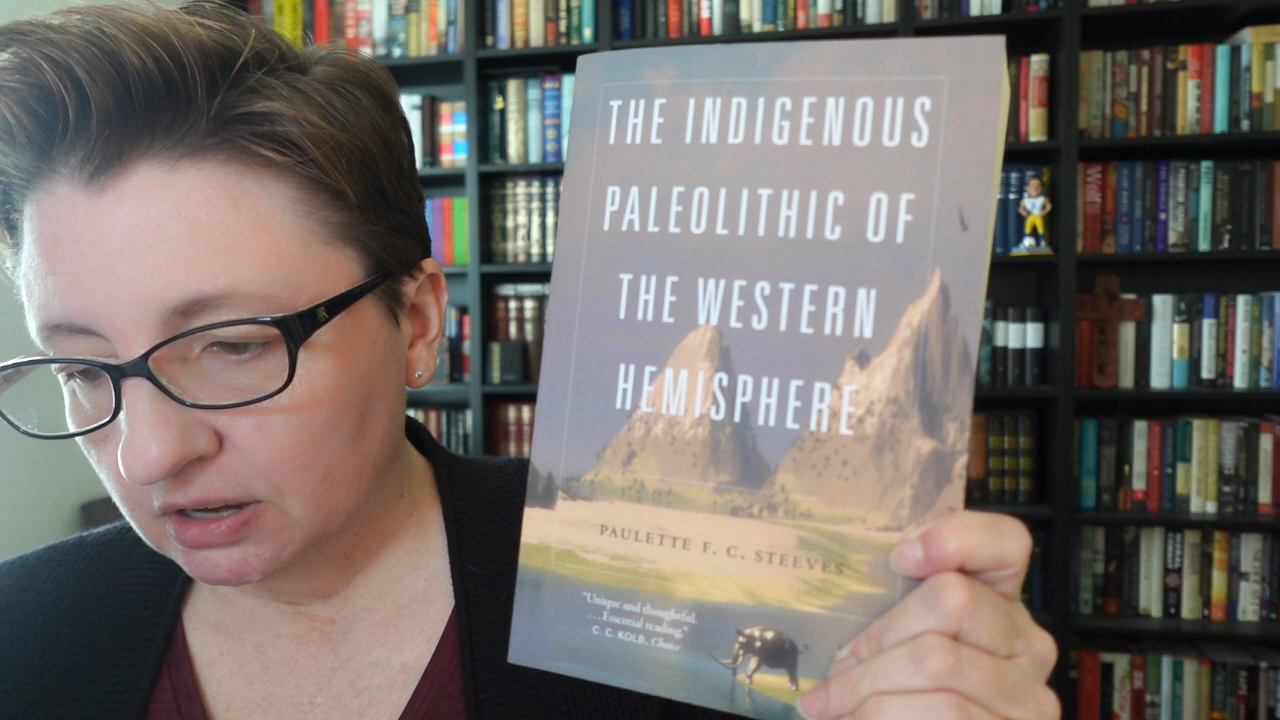 THE INDIGENOUS
PALEOLITHIC OF
THE WESTERN
HEMISPHERE
PAULETTE F. C. STEEVES
"Unique and thoughtful.
. . . Essential reading."
C. C. KOLB, Choice